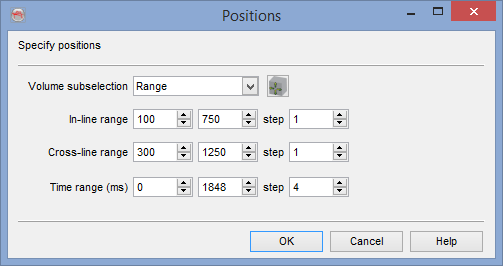 Positions
Specify positions
Volume subselection Range
In-line range 100 750 step 1
Cross-line range 300 1250 step 1
Time range (ms) 0 1848 step 4
OK Cancel Help